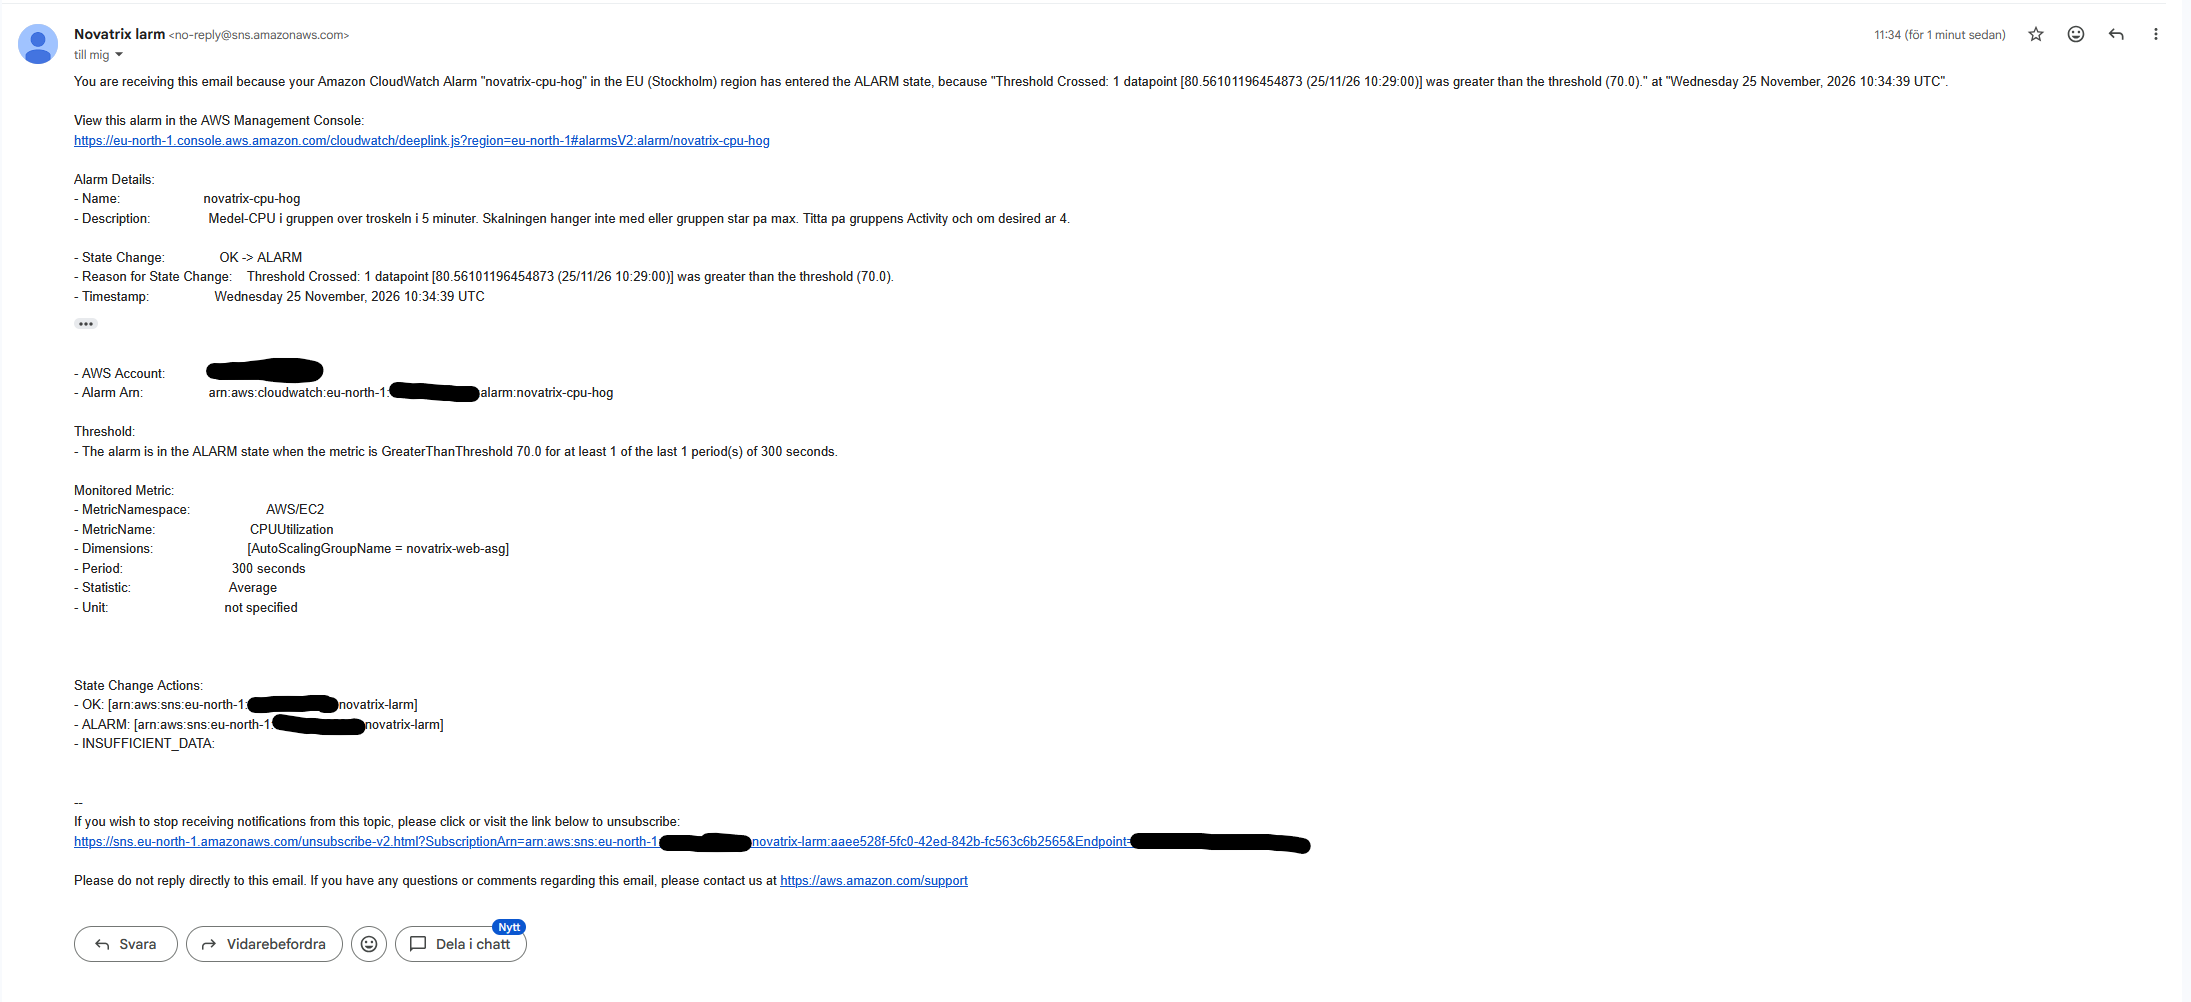 Novatrix larm <no-reply@sns.amazonaws.com>
11:34 (för 1 minut sedan)
till mig
You are receiving this email because your Amazon CloudWatch Alarm "novatrix-cpu-hog" in the EU (Stockholm) region has entered the ALARM state, because "Threshold Crossed: 1 datapoint [80.56101196454873 (25/11/26 10:29:00)] was greater than the threshold (70.0)." at "Wednesday 25 November, 2026 10:34:39 UTC".
View this alarm in the AWS Management Console:
https://eu-north-1.console.aws.amazon.com/cloudwatch/deeplink.js?region=eu-north-1#alarmsV2:alarm/novatrix-cpu-hog
Alarm Details:
- Name: novatrix-cpu-hog
- Description: Medel-CPU i gruppen over troskeln i 5 minuter. Skalningen hanger inte med eller gruppen star pa max. Titta pa gruppens Activity och om desired ar 4.
- State Change: OK -> ALARM
- Reason for State Change: Threshold Crossed: 1 datapoint [80.56101196454873 (25/11/26 10:29:00)] was greater than the threshold (70.0).
- Timestamp: Wednesday 25 November, 2026 10:34:39 UTC
- AWS Account:
- Alarm Arn: arn:aws:cloudwatch:eu-north-1: alarm:novatrix-cpu-hog
Threshold:
- The alarm is in the ALARM state when the metric is GreaterThanThreshold 70.0 for at least 1 of the last 1 period(s) of 300 seconds.
Monitored Metric:
- MetricNamespace: AWS/EC2
- MetricName: CPUUtilization
- Dimensions: [AutoScalingGroupName = novatrix-web-asg]
- Period: 300 seconds
- Statistic: Average
- Unit: not specified
State Change Actions:
- OK: [arn:aws:sns:eu-north-1: novatrix-larm]
- ALARM: [arn:aws:sns:eu-north-1: novatrix-larm]
- INSUFFICIENT_DATA:
--
If you wish to stop receiving notifications from this topic, please click or visit the link below to unsubscribe:
https://sns.eu-north-1.amazonaws.com/unsubscribe-v2.html?SubscriptionArn=arn:aws:sns:eu-north-1: novatrix-larm:aaee528f-5fc0-42ed-842b-fc563c6b2565&Endpoint=
Please do not reply directly to this email. If you have any questions or comments regarding this email, please contact us at https://aws.amazon.com/support
Nytt
Svara Vidarebefordra Dela i chatt